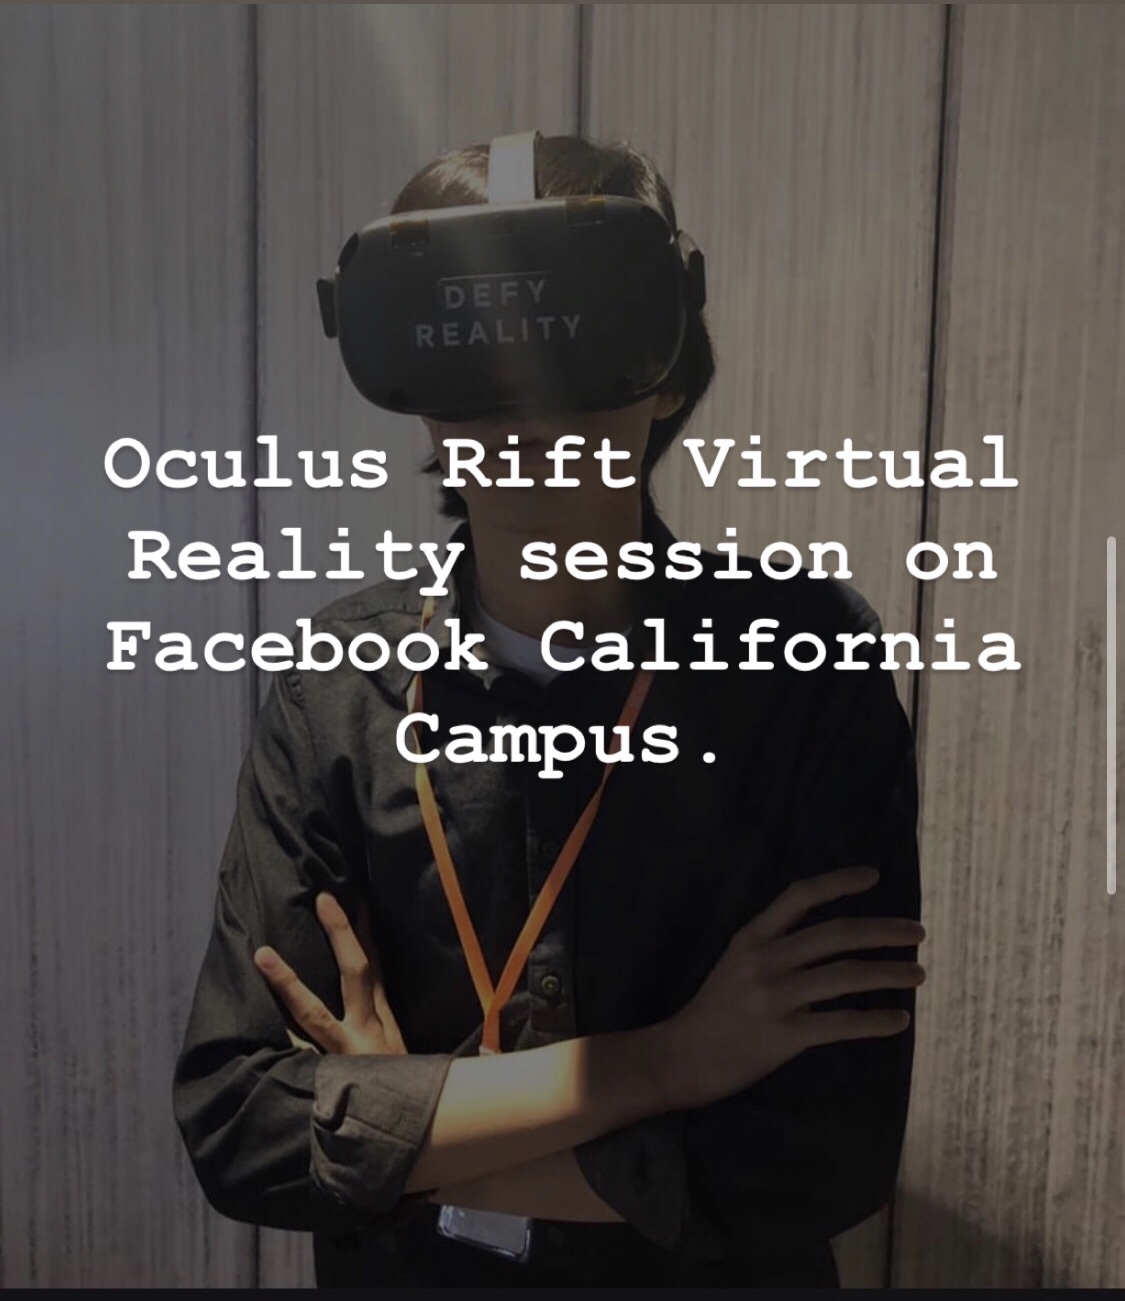 DEFY
REALITY
Oculus Rift Virtual
Reality session on
Facebook California
Campus.